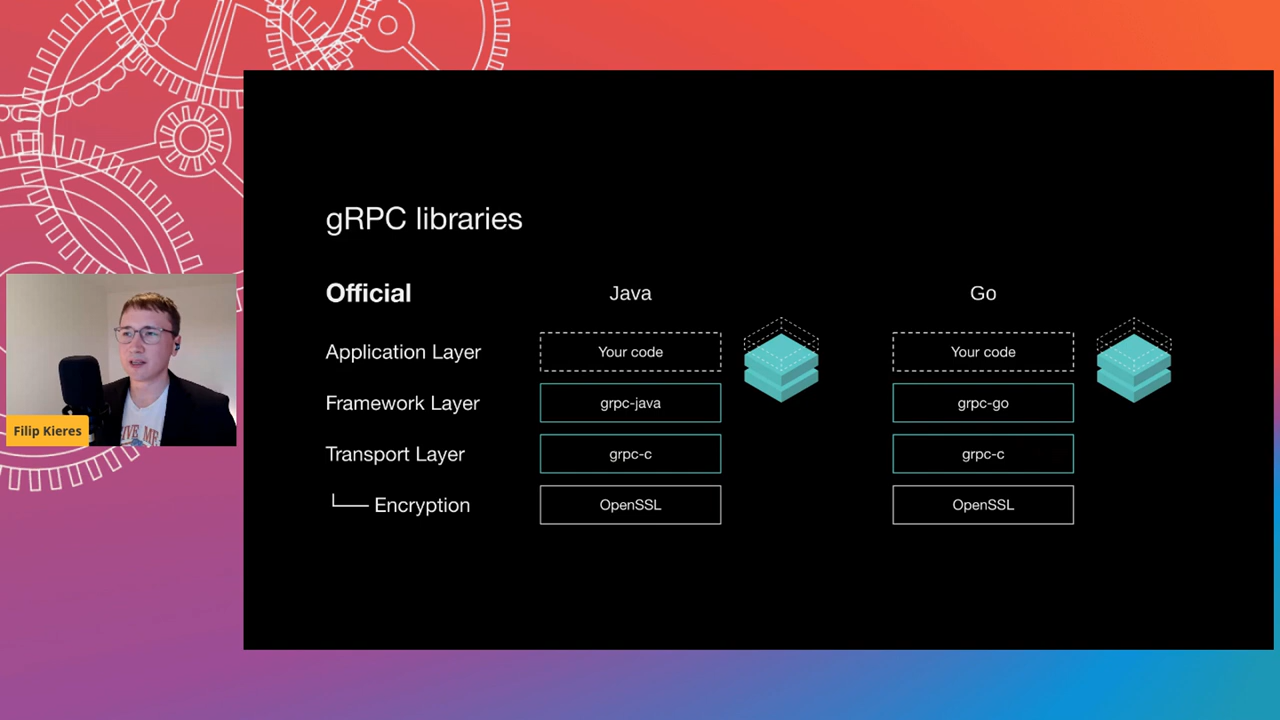 gRPC libraries
Official Java Go
Application Layer Your code Your code
Framework Layer grpc-java grpc-go
Transport Layer grpc-c grpc-c
Encryption OpenSSL OpenSSL
Filip Kieres